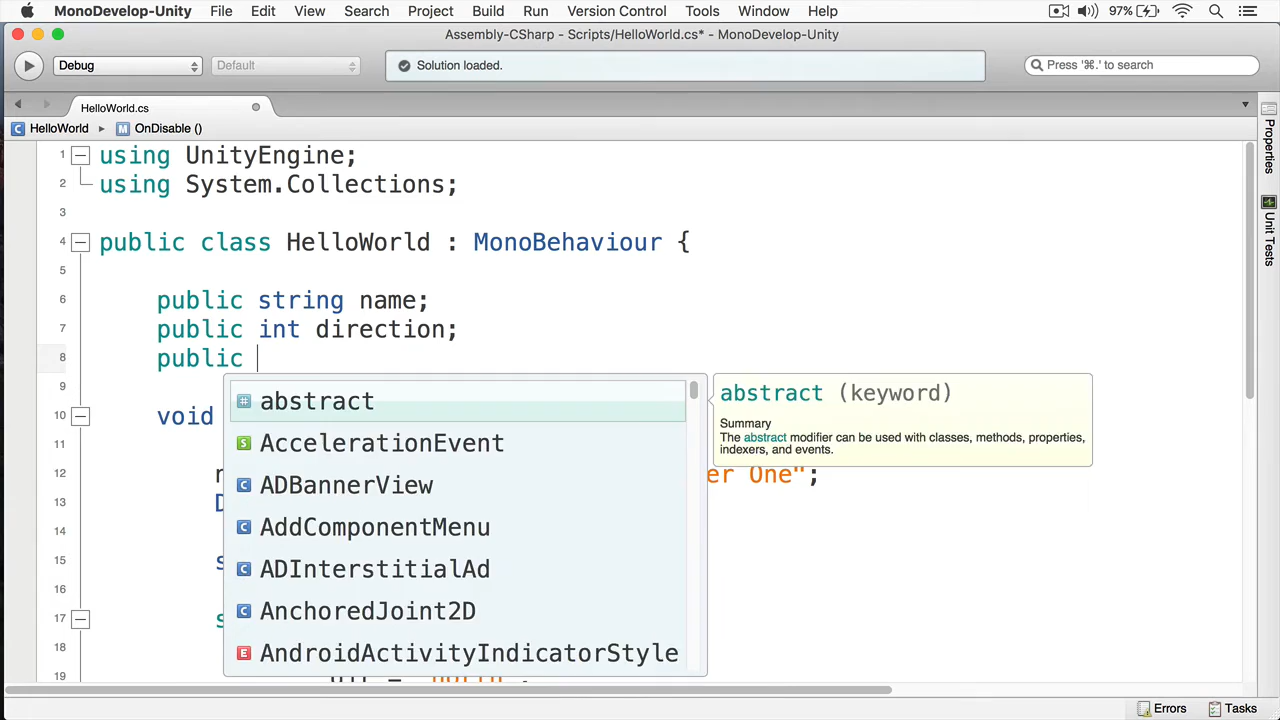 MonoDevelop-Unity File Edit View Search Project Build Run Version Control Tools Window Help 97%
Assembly-CSharp - Scripts/HelloWorld.cs* - MonoDevelop-Unity
Debug Default Solution loaded. Press '⌘.' to search
HelloWorld.cs
HelloWorld ▸ M OnDisable ()
1 using UnityEngine;
2 using System.Collections;
3
4 public class HelloWorld : MonoBehaviour {
5
6 public string name;
7 public int direction;
8 public
9
10 void
11
12 er One";
13
14
15
16
17
18
19
abstract
AccelerationEvent
ADBannerView
AddComponentMenu
ADInterstitialAd
AnchoredJoint2D
AndroidActivityIndicatorStyle
abstract (keyword)
Summary
The abstract modifier can be used with classes, methods, properties,
indexers, and events.
Properties
Unit Tests
Errors Tasks